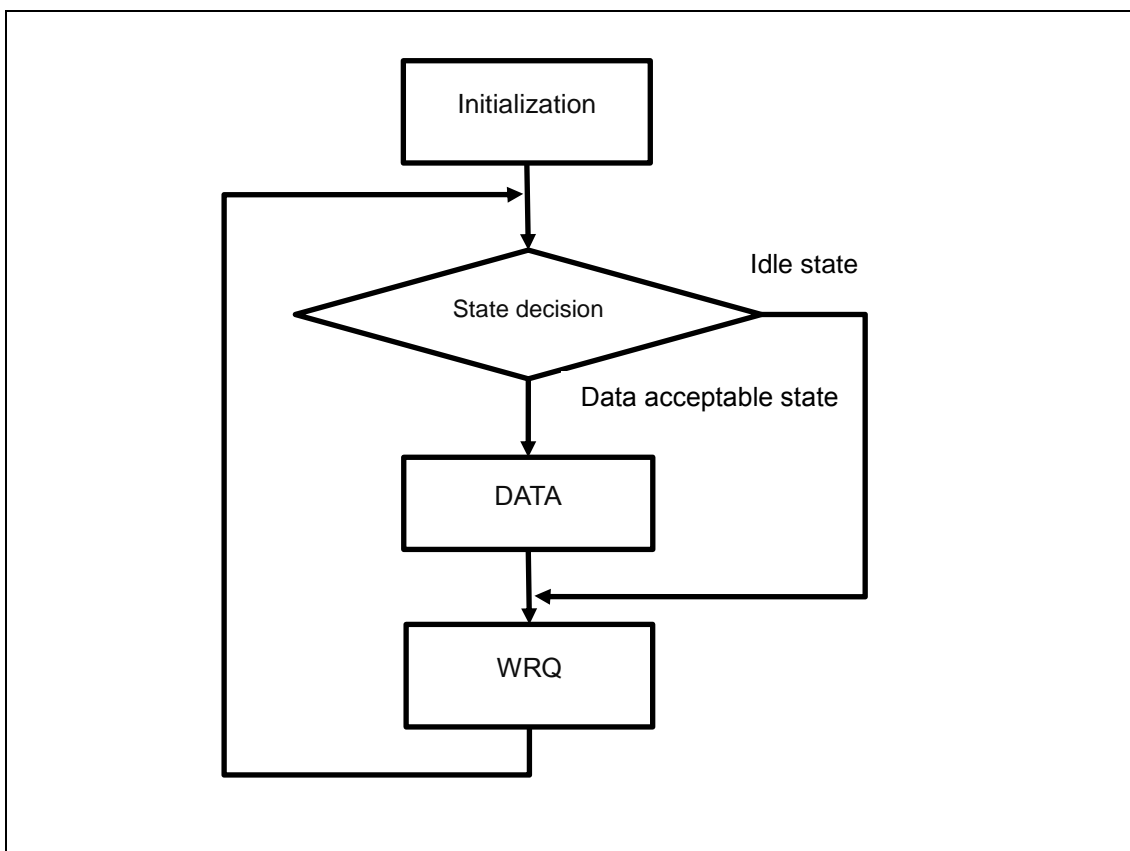 Initialization
Idle state
State decision
Data acceptable state
DATA
WRQ